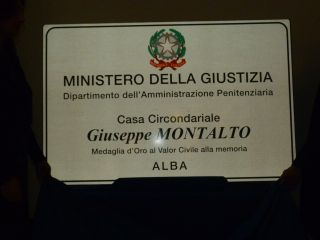 MINISTERO DELLA GIUSTIZIA
Dipartimento dell'Amministrazione Penitenziaria
Casa Circondariale
Giuseppe MONTALTO
Medaglia d'Oro al Valor Civile alla memoria
ALBA